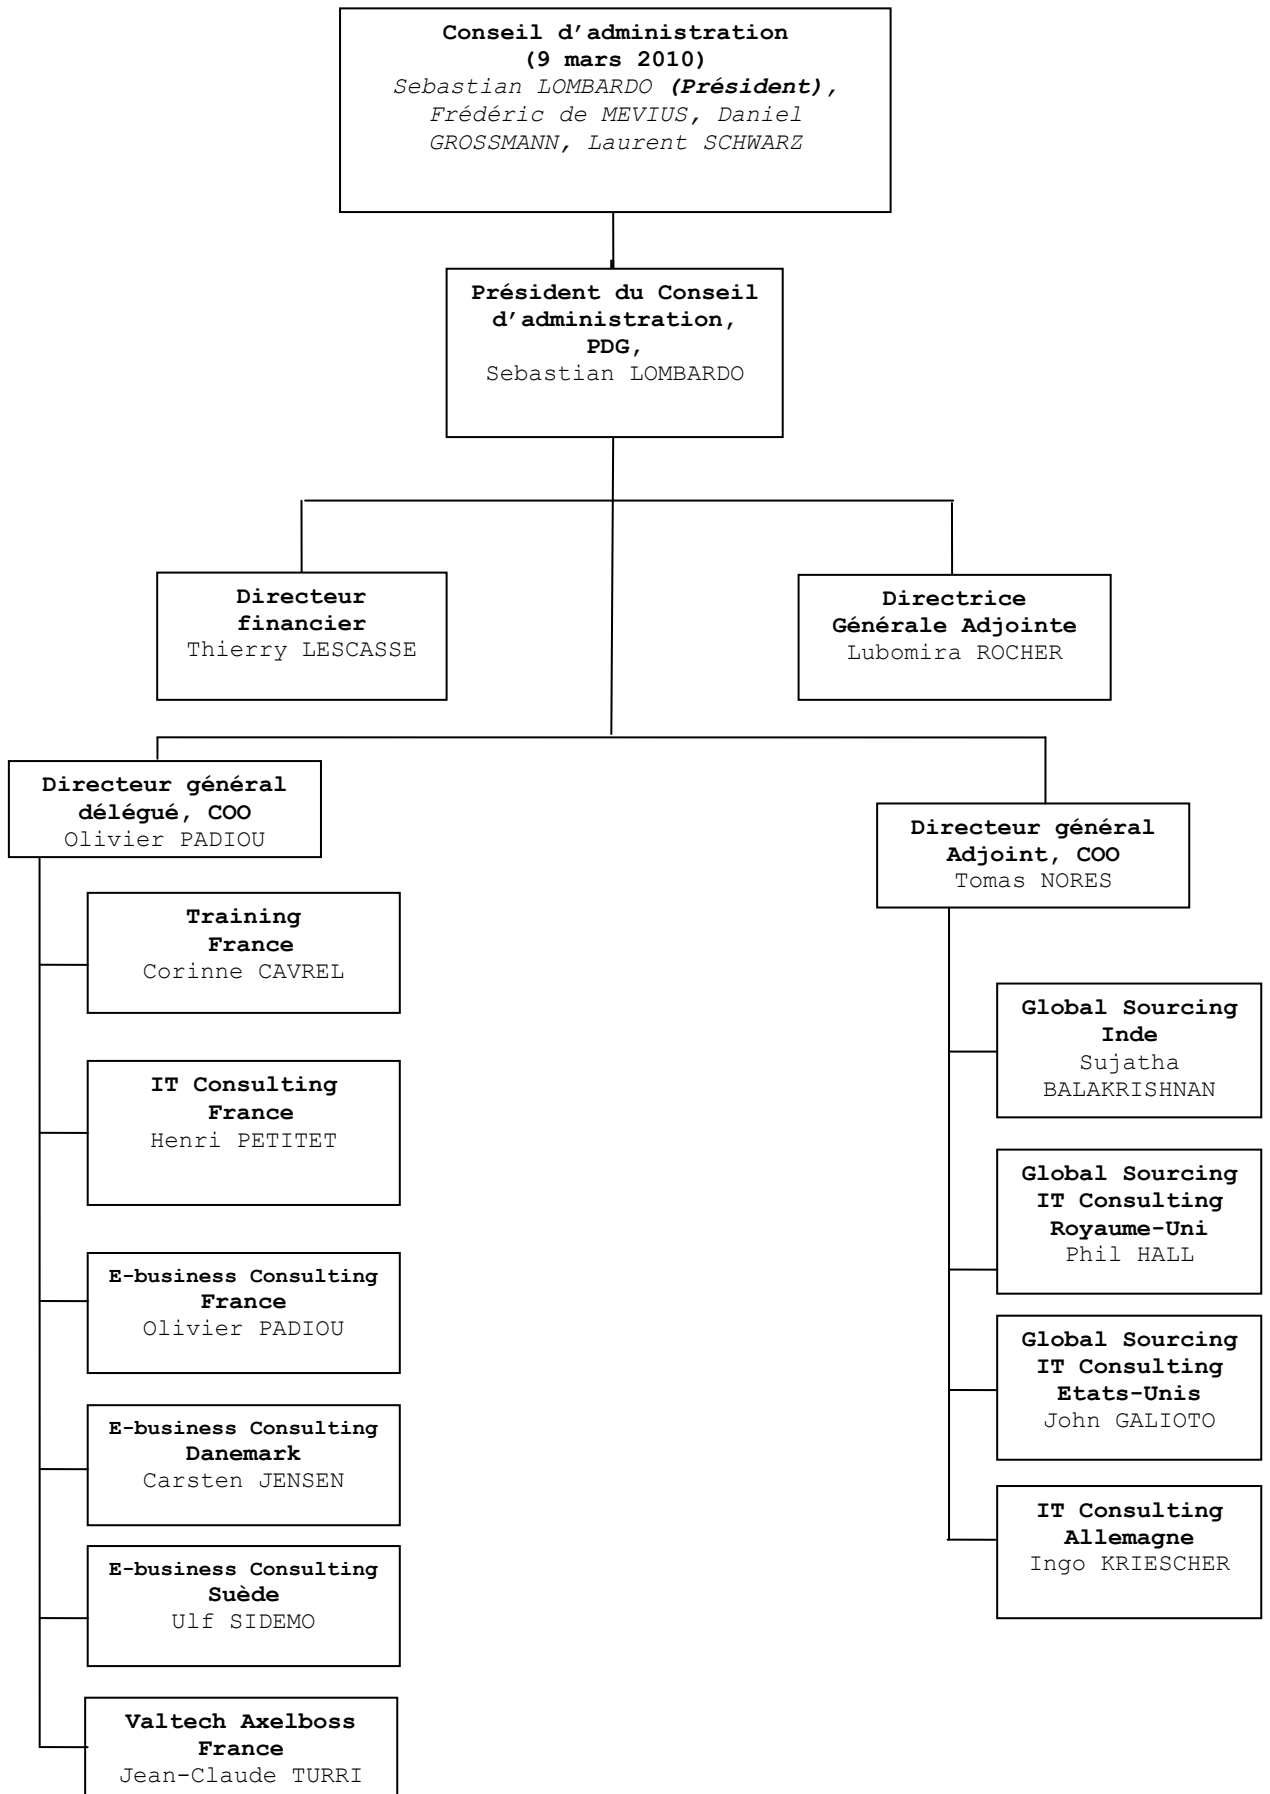 Conseil d’administration
(9 mars 2010)
Sebastian LOMBARDO (Président),
Frédéric de MEVIUS, Daniel
GROSSMANN, Laurent SCHWARZ
Président du Conseil
d’administration,
PDG,
Sebastian LOMBARDO
Directeur
financier
Thierry LESCASSE
Directrice
Générale Adjointe
Lubomira ROCHER
Directeur général
délégué, COO
Olivier PADIOU
Training
France
Corinne CAVREL
IT Consulting
France
Henri PETITET
E-business Consulting
France
Olivier PADIOU
E-business Consulting
Danemark
Carsten JENSEN
E-business Consulting
Suède
Ulf SIDEMO
Valtech Axelboss
France
Jean-Claude TURRI
Directeur général
Adjoint, COO
Tomas NORES
Global Sourcing
Inde
Sujatha
BALAKRISHNAN
Global Sourcing
IT Consulting
Royaume-Uni
Phil HALL
Global Sourcing
IT Consulting
Etats-Unis
John GALIOTO
IT Consulting
Allemagne
Ingo KRIESCHER